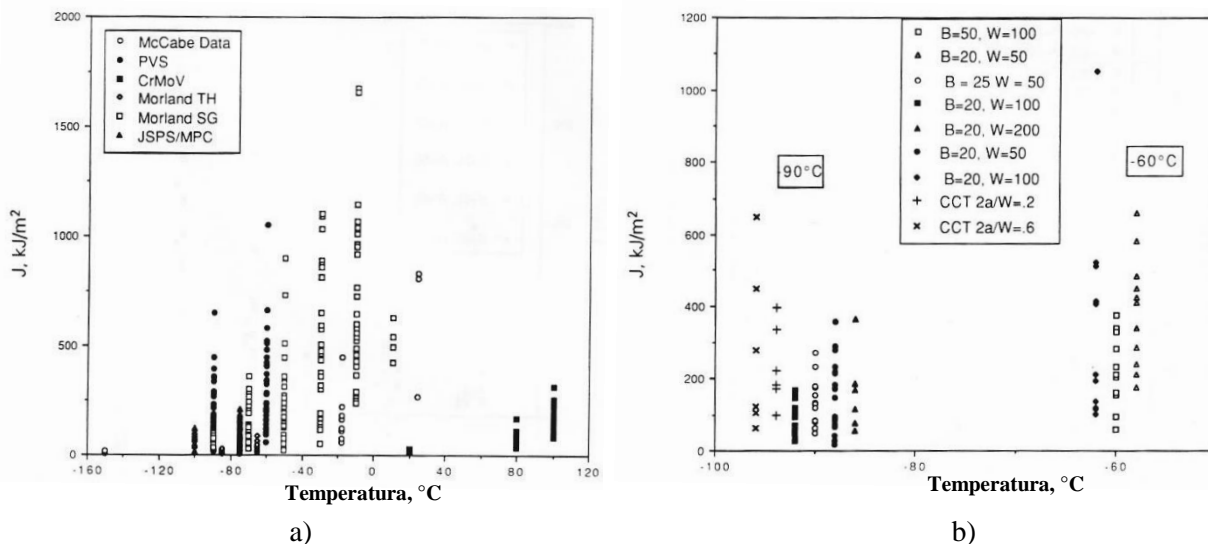 2000
1500
1000
500
0
J, kJ/m²
McCabe Data
PVS
CrMoV
Morland TH
Morland SG
JSPS/MPC
-160 -120 -80 -40 0 40 80 120
Temperatura, °C
a)
1200
1000
800
600
400
200
0
J, kJ/m²
B=50, W=100
B=20, W=50
B = 25 W = 50
B=20, W=100
B=20, W=200
B=20, W=50
B=20, W=100
CCT 2a/W=.2
CCT 2a/W=.6
-90°C
-60°C
-100 -80 -60
Temperatura, °C
b)